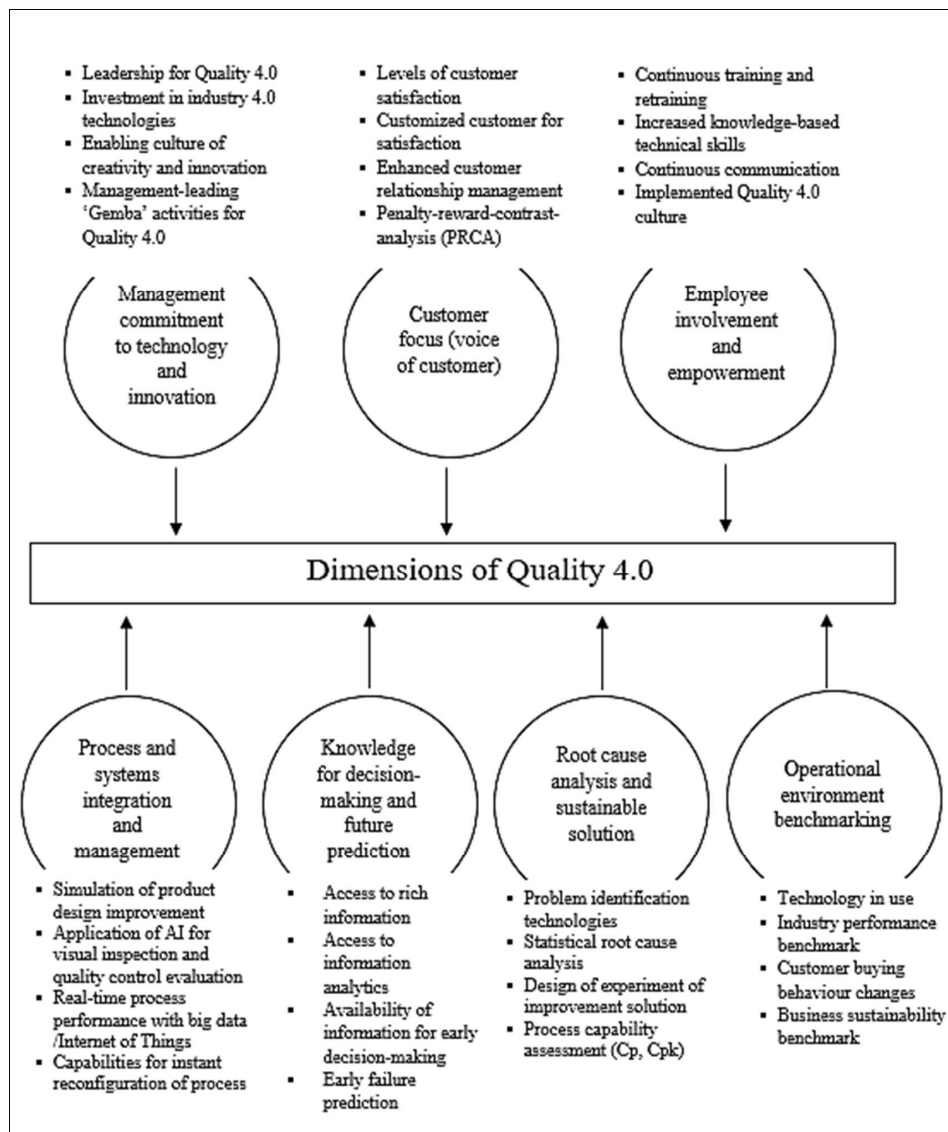 ▪ Leadership for Quality 4.0
▪ Investment in industry 4.0
technologies
▪ Enabling culture of
creativity and innovation
▪ Management-leading
‘Gemba’ activities for
Quality 4.0
▪ Levels of customer
satisfaction
▪ Customized customer for
satisfaction
▪ Enhanced customer
relationship management
▪ Penalty-reward-contrast-
analysis (PRCA)
▪ Continuous training and
retraining
▪ Increased knowledge-based
technical skills
▪ Continuous communication
▪ Implemented Quality 4.0
culture
Management
commitment
to technology
and
innovation
Customer
focus (voice
of customer)
Employee
involvement
and
empowerment
Dimensions of Quality 4.0
Process and
systems
integration
and
management
Knowledge
for decision-
making and
future
prediction
Root cause
analysis and
sustainable
solution
Operational
environment
benchmarking
▪ Simulation of product
design improvement
▪ Application of AI for
visual inspection and
quality control evaluation
▪ Real-time process
performance with big data
/Internet of Things
▪ Capabilities for instant
reconfiguration of process
▪ Access to rich
information
▪ Access to
information
analytics
▪ Availability of
information for early
decision-making
▪ Early failure
prediction
▪ Problem identification
technologies
▪ Statistical root cause
analysis
▪ Design of experiment of
improvement solution
▪ Process capability
assessment (Cp, Cpk)
▪ Technology in use
▪ Industry performance
benchmark
▪ Customer buying
behaviour changes
▪ Business sustainability
benchmark